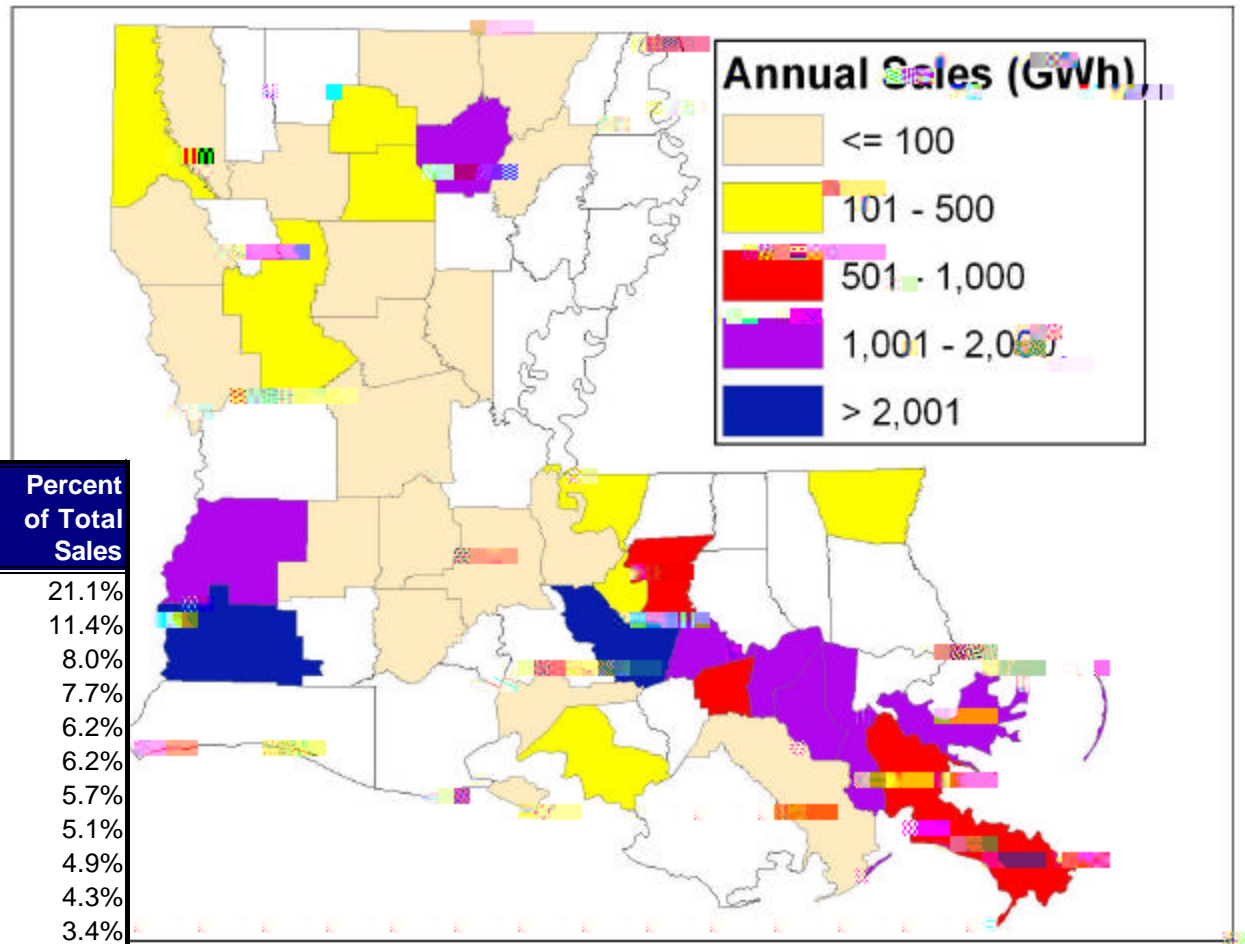 Annual Sales (GWh)
<= 100
101 - 500
501 - 1,000
1,001 - 2,000
> 2,001
Percent
of Total
Sales
21.1%
11.4%
8.0%
7.7%
6.2%
6.2%
5.7%
5.1%
4.9%
4.3%
3.4%